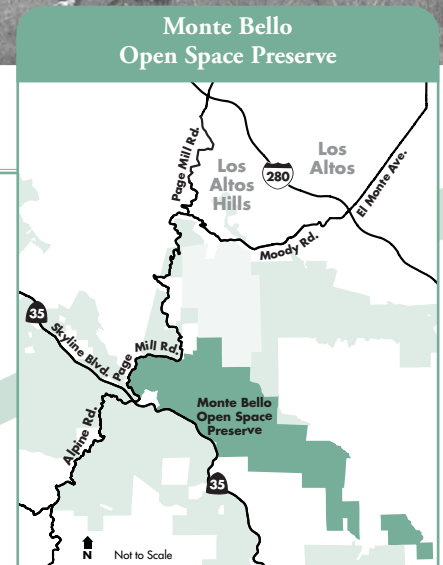 Monte Bello
Open Space Preserve
Page Mill Rd.
Los
Altos
Hills
280
Los
Altos
El Monte Ave.
Moody Rd.
35
Skyline Blvd.
Page Mill Rd.
Alpine Rd.
Monte Bello
Open Space
Preserve
35
N
Not to Scale